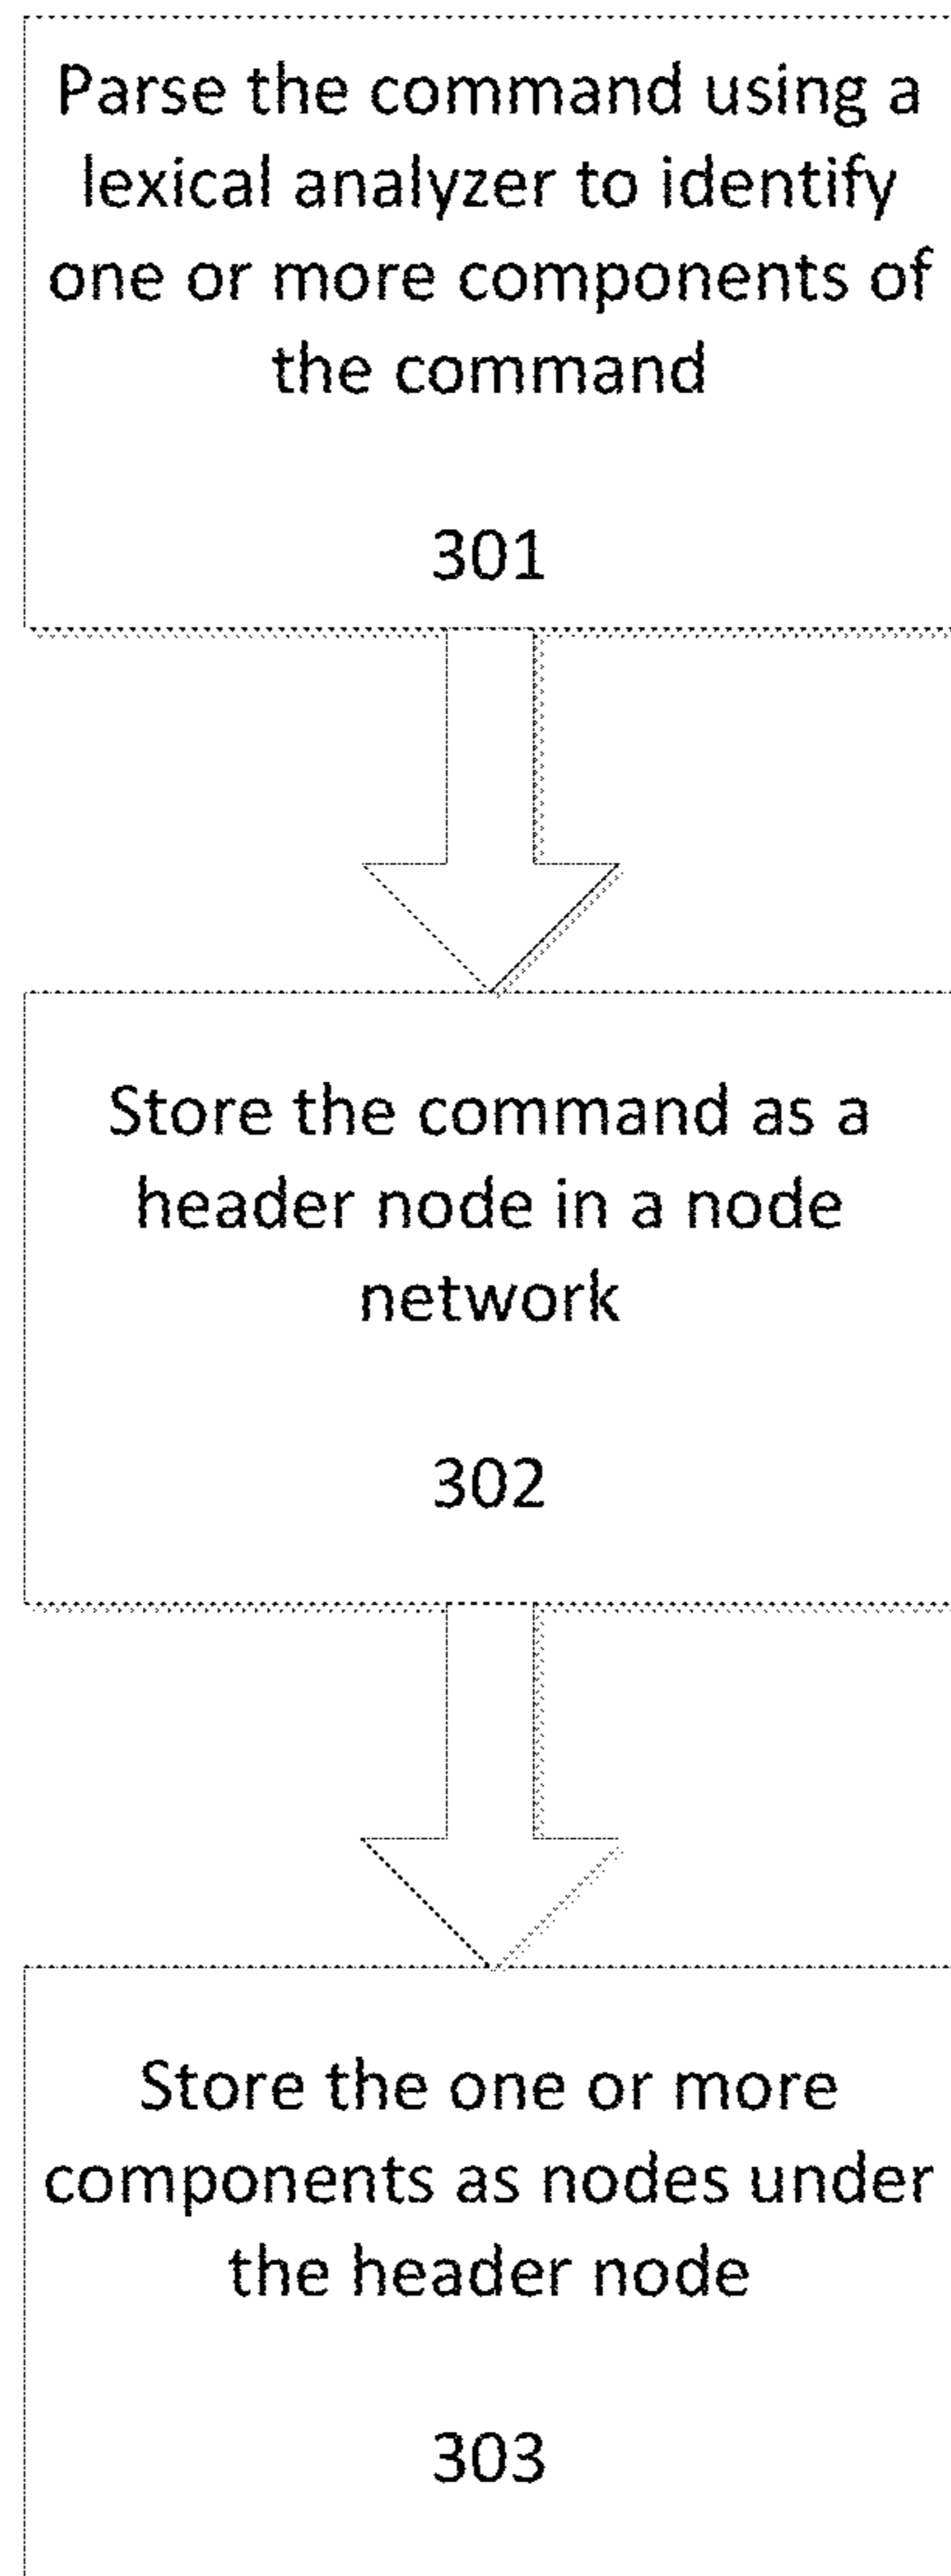 Parse the command using a
lexical analyzer to identify
one or more components of
the command
301
Store the command as a
header node in a node
network
302
Store the one or more
components as nodes under
the header node
303